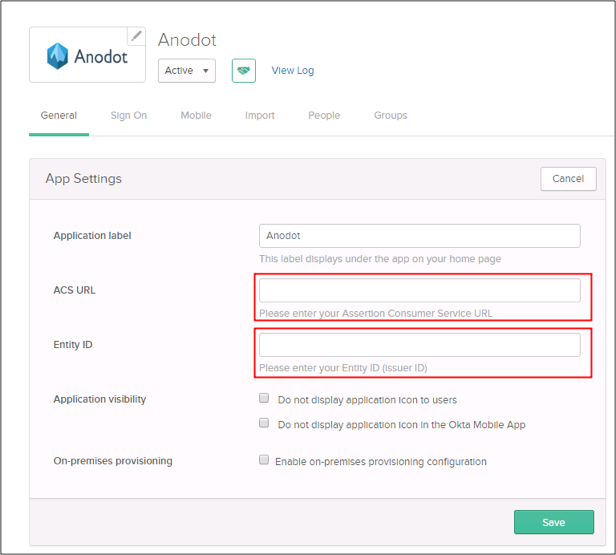 Anodot
Anodot
Active
View Log
General Sign On Mobile Import People Groups
App Settings
Cancel
Application label
Anodot
This label displays under the app on your home page
ACS URL
Please enter your Assertion Consumer Service URL
Entity ID
Please enter your Entity ID (issuer ID)
Application visibility
Do not display application icon to users
Do not display application icon in the Okta Mobile App
On-premises provisioning
Enable on-premises provisioning configuration
Save